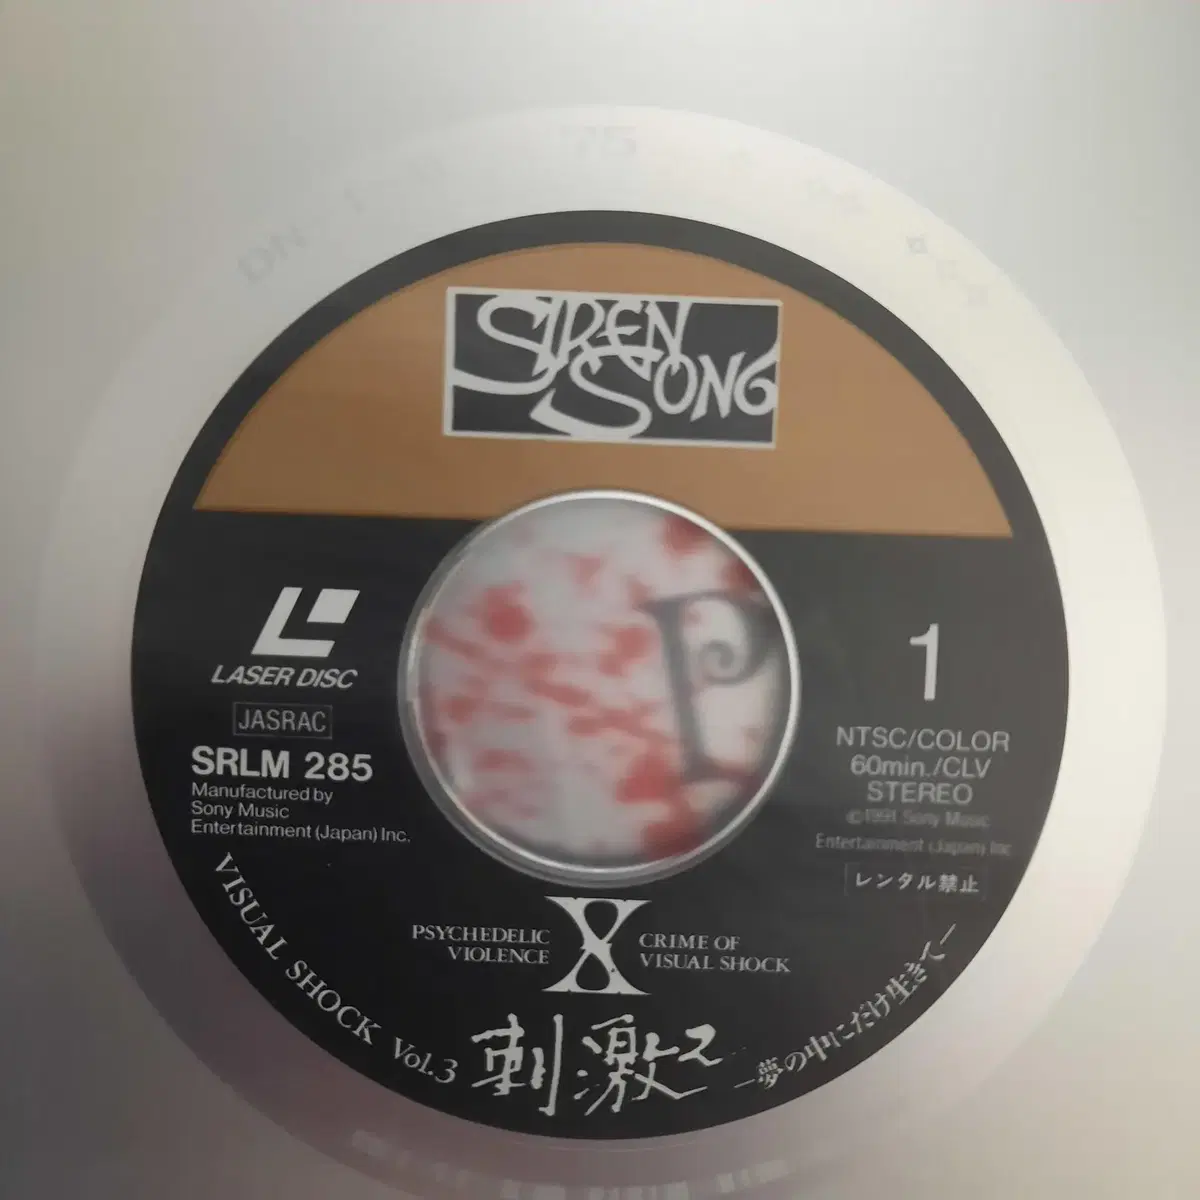 SIREN
SONG
LASER DISC
JASRAC
SRLM 285
Manufactured by
Sony Music
Entertainment (Japan) Inc.
1
NTSC/COLOR
60min./CLV
STEREO
©1991 Sony Music
Entertainment (Japan) Inc.
レンタル禁止
PSYCHEDELIC
VIOLENCE
X
CRIME OF
VISUAL SHOCK
VISUAL SHOCK Vol.3 刺激2 —夢の中にだけ生きて—
P